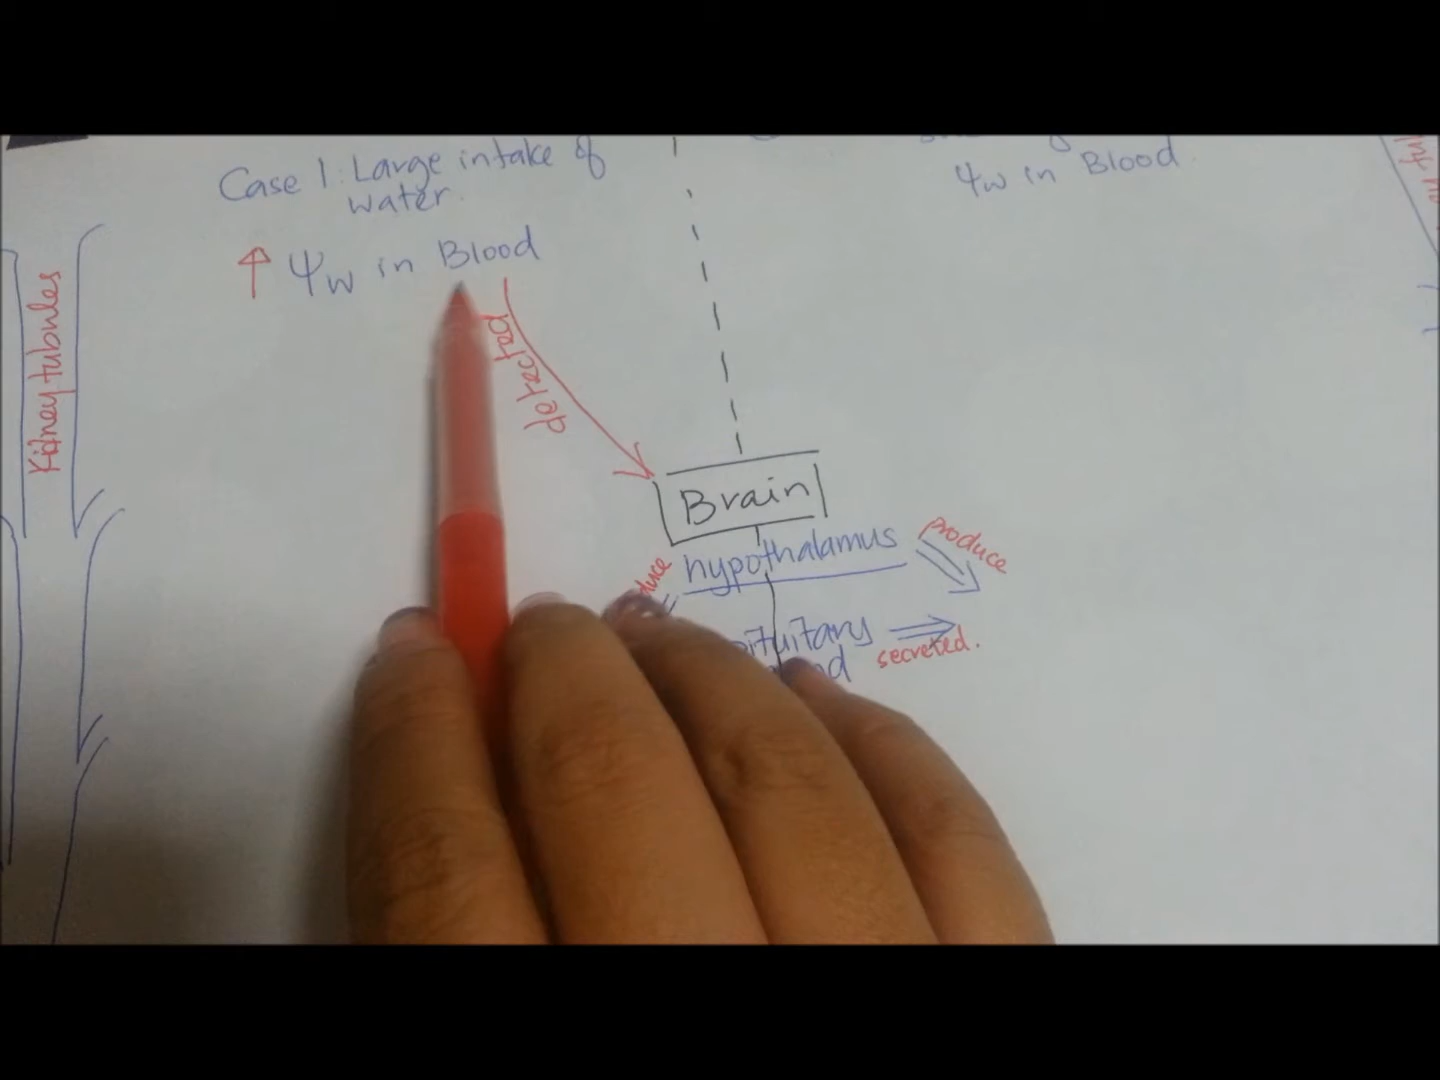 Case 1: Large intake of
water.
↑ Ψw in Blood
Ψw in Blood.
Kidney tubules
detected
Brain
hypothalamus
produce
pituitary
secreted.